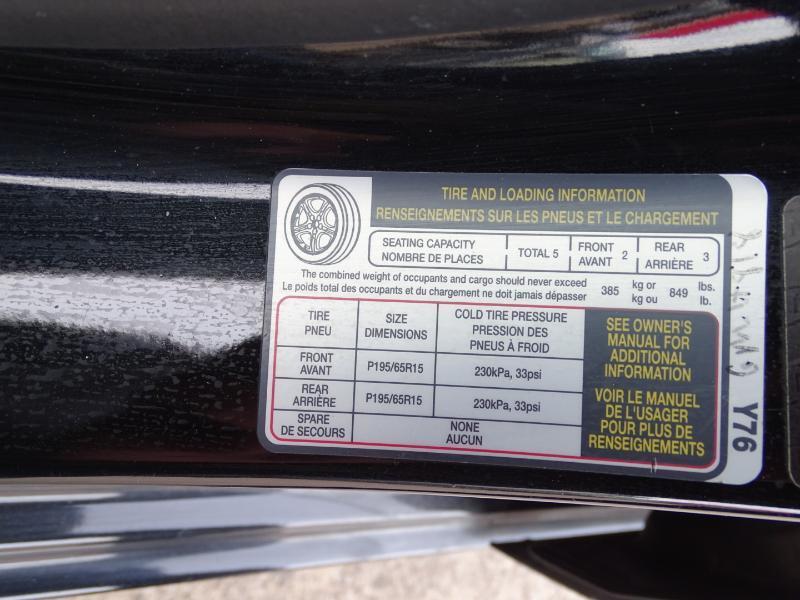 TIRE AND LOADING INFORMATION
RENSEIGNEMENTS SUR LES PNEUS ET LE CHARGEMENT
SEATING CAPACITY
NOMBRE DE PLACES
TOTAL 5
FRONT
AVANT 2
REAR
ARRIÈRE 3
The combined weight of occupants and cargo should never exceed
Le poids total des occupants et du chargement ne doit jamais dépasser
385
kg or
kg ou
849
lbs.
lb.
TIRE
PNEU
SIZE
DIMENSIONS
COLD TIRE PRESSURE
PRESSION DES
PNEUS À FROID
FRONT
AVANT
P195/65R15
230kPa, 33psi
REAR
ARRIÈRE
P195/65R15
230kPa, 33psi
SPARE
DE SECOURS
NONE
AUCUN
SEE OWNER'S
MANUAL FOR
ADDITIONAL
INFORMATION
VOIR LE MANUEL
DE L'USAGER
POUR PLUS DE
RENSEIGNEMENTS
Y76